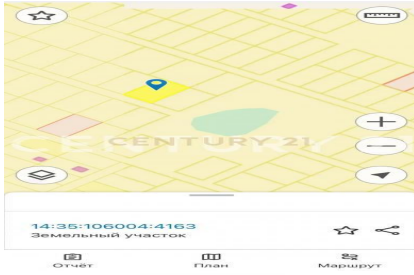 CENTURY 21
14:35:106004:4163
Земельный участок
Отчёт
План
Маршрут